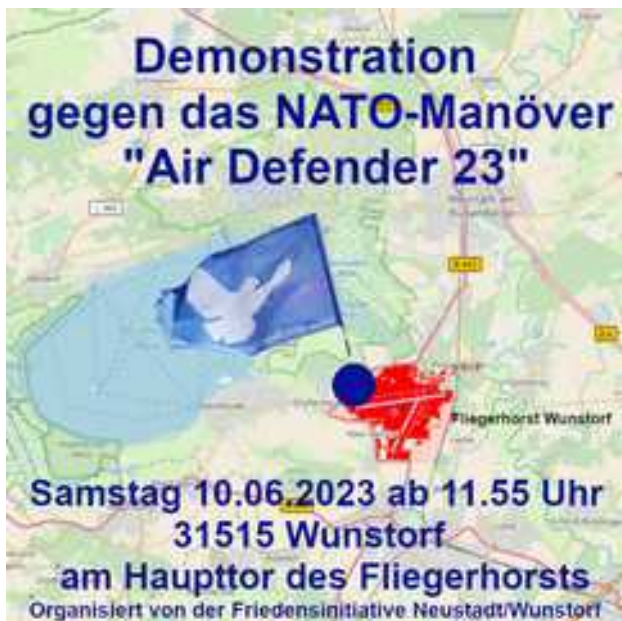 Demonstration
gegen das NATO-Manöver
"Air Defender 23"
B 441
Fliegerhorst Wunstorf
Samstag 10.06.2023 ab 11.55 Uhr
31515 Wunstorf
am Haupttor des Fliegerhorsts
Organisiert von der Friedensinitiative Neustadt/Wunstorf